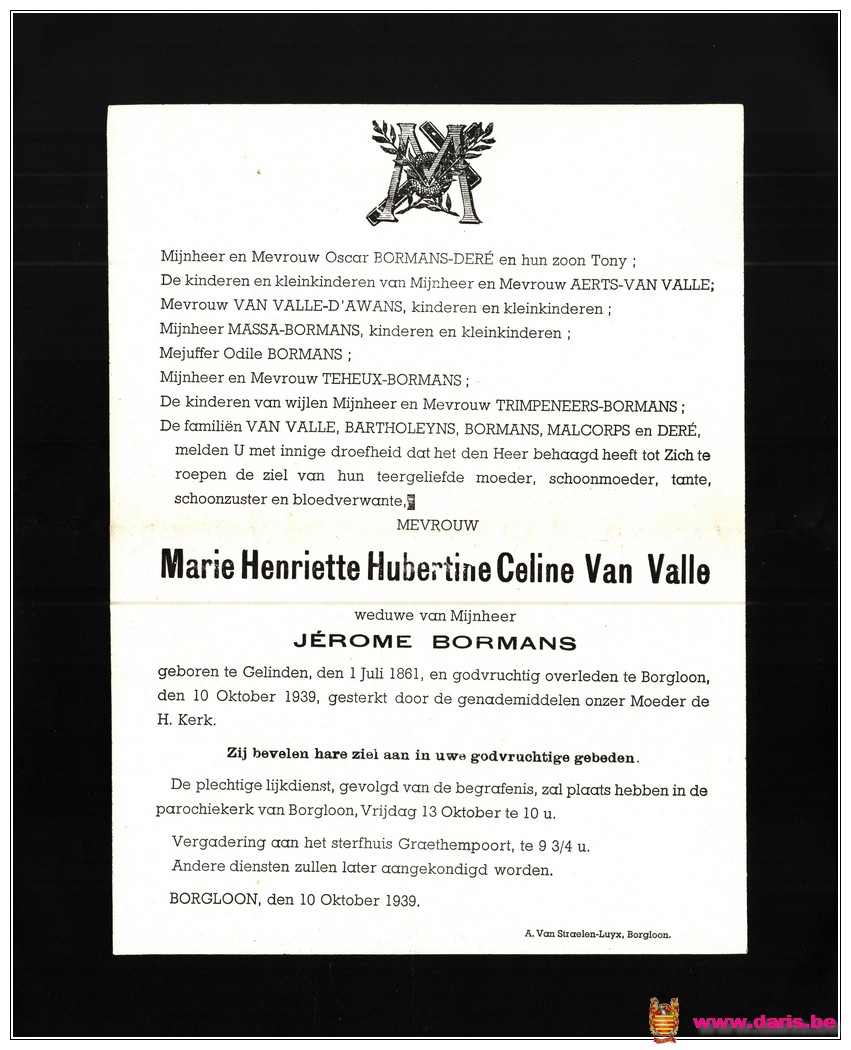 M
Mijnheer en Mevrouw Oscar BORMANS-DERÉ en hun zoon Tony ;
De kinderen en kleinkinderen van Mijnheer en Mevrouw AERTS-VAN VALLE;
Mevrouw VAN VALLE-D'AWANS, kinderen en kleinkinderen ;
Mijnheer MASSA-BORMANS, kinderen en kleinkinderen ;
Mejuffer Odile BORMANS ;
Mijnheer en Mevrouw TEHEUX-BORMANS ;
De kinderen van wijlen Mijnheer en Mevrouw TRIMPENEERS-BORMANS ;
De familiën VAN VALLE, BARTHOLEYNS, BORMANS, MALCORPS en DERÉ,
melden U met innige droefheid dat het den Heer behaagd heeft tot Zich te
roepen de ziel van hun teergeliefde moeder, schoonmoeder, tante,
schoonzuster en bloedverwante,
MEVROUW
Marie Henriette Hubertine Celine Van Valle
weduwe van Mijnheer
JÉROME BORMANS
geboren te Gelinden, den 1 Juli 1861, en godvruchtig overleden te Borgloon,
den 10 Oktober 1939, gesterkt door de genademiddelen onzer Moeder de
H. Kerk.
Zij bevelen hare ziel aan in uwe godvruchtige gebeden.
De plechtige lijkdienst, gevolgd van de begrafenis, zal plaats hebben in de
parochiekerk van Borgloon, Vrijdag 13 Oktober te 10 u.
Vergadering aan het sterfhuis Graethempoort, te 9 3/4 u.
Andere diensten zullen later aangekondigd worden.
BORGLOON, den 10 Oktober 1939.
A. Van Straelen-Luyx, Borgloon.
www.daris.be